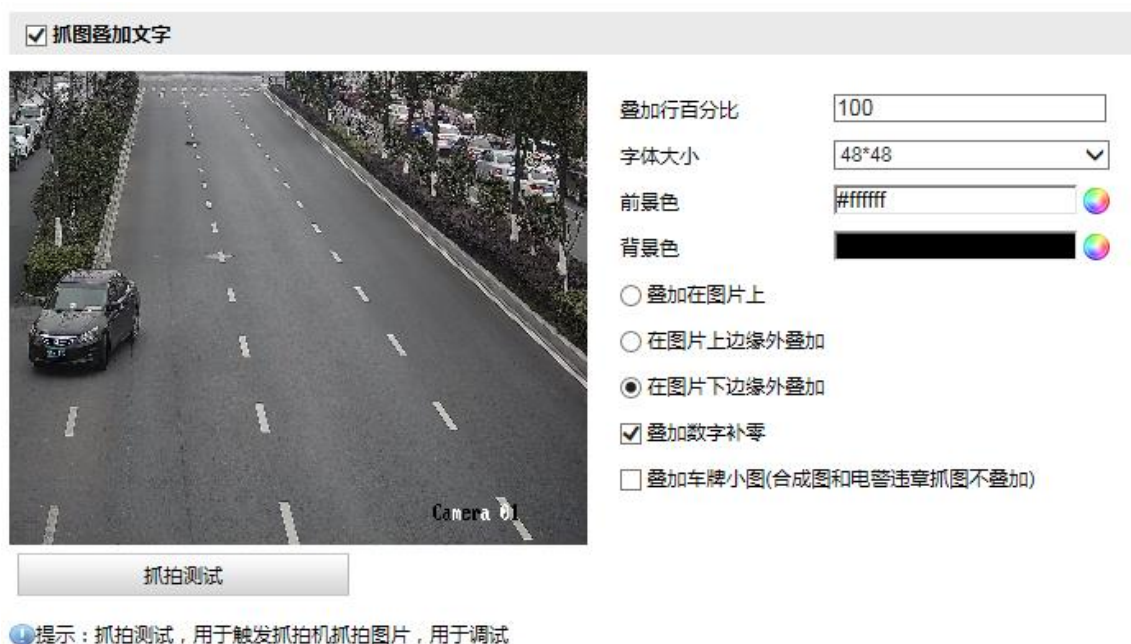 抓图叠加文字
叠加行百分比 100
字体大小 48*48
前景色 #ffffff
背景色
叠加在图片上
在图片上边缘外叠加
在图片下边缘外叠加
叠加数字补零
叠加车牌小图(合成图和电警违章抓图不叠加)
Camera 01
抓拍测试
提示：抓拍测试，用于触发抓拍机抓拍图片，用于调试